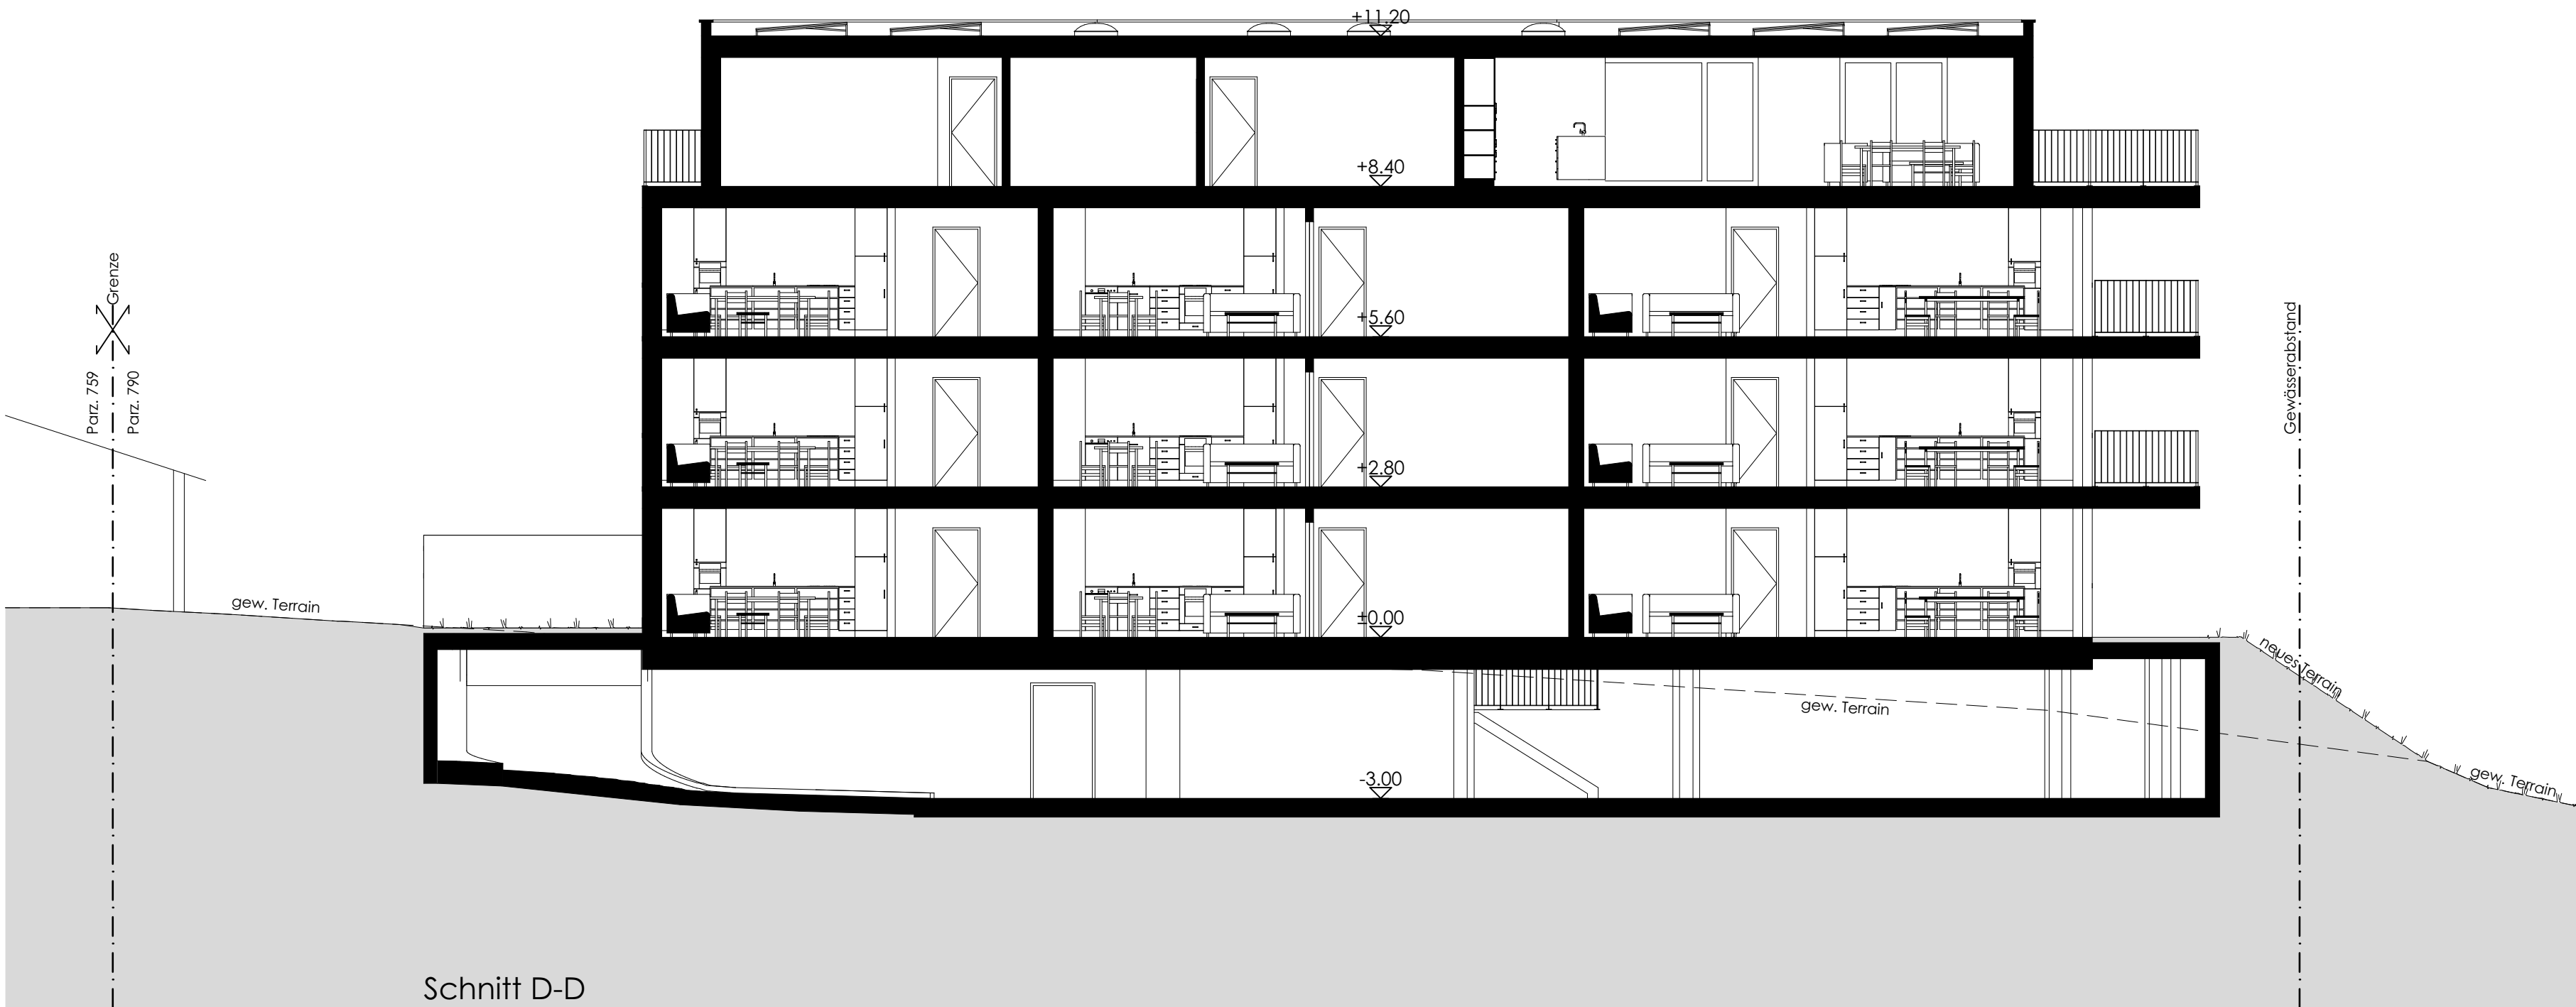 +11.20
+8.40
Grenze
Parz. 759
Parz. 790
+5.60
Gewässerabstand
+2.80
gew. Terrain
±0.00
neues Terrain
gew. Terrain
-3.00
gew. Terrain
Schnitt D-D